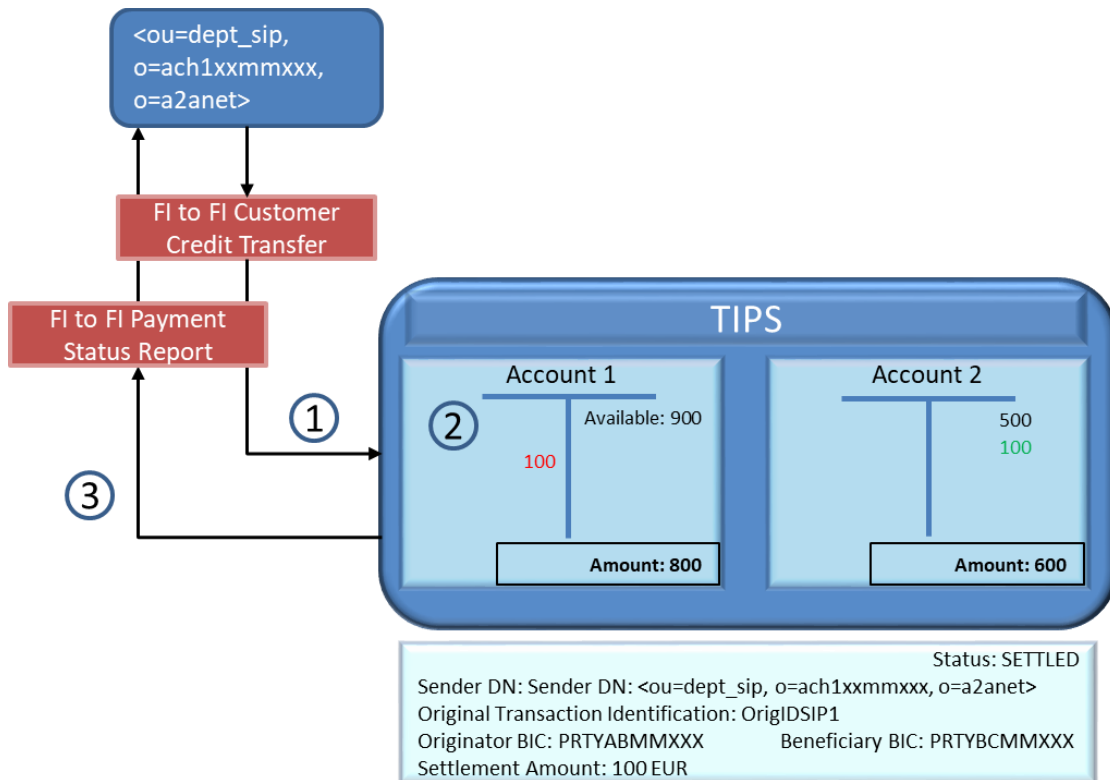 <ou=dept_sip,
o=ach1xxmmxxx,
o=a2anet>
FI to FI Customer
Credit Transfer
FI to FI Payment
Status Report
1
3
TIPS
Account 1
2
Available: 900
100
Amount: 800
Account 2
500
100
Amount: 600
Status: SETTLED
Sender DN: Sender DN: <ou=dept_sip, o=ach1xxmmxxx, o=a2anet>
Original Transaction Identification: OrigIDSIP1
Originator BIC: PRTYABMMXXX Beneficiary BIC: PRTYBCMMXXX
Settlement Amount: 100 EUR